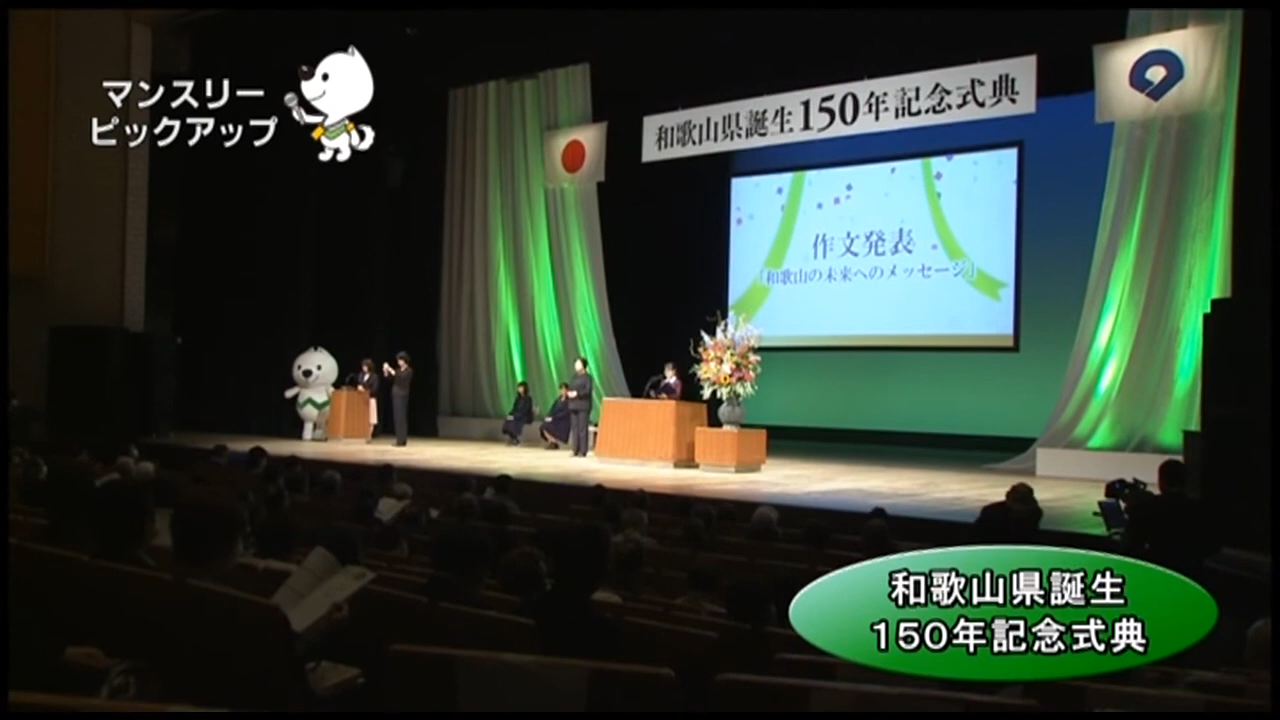 マンスリー
ピックアップ
和歌山県誕生150年記念式典
作文発表
「和歌山の未来へのメッセージ」
和歌山県誕生
150年記念式典